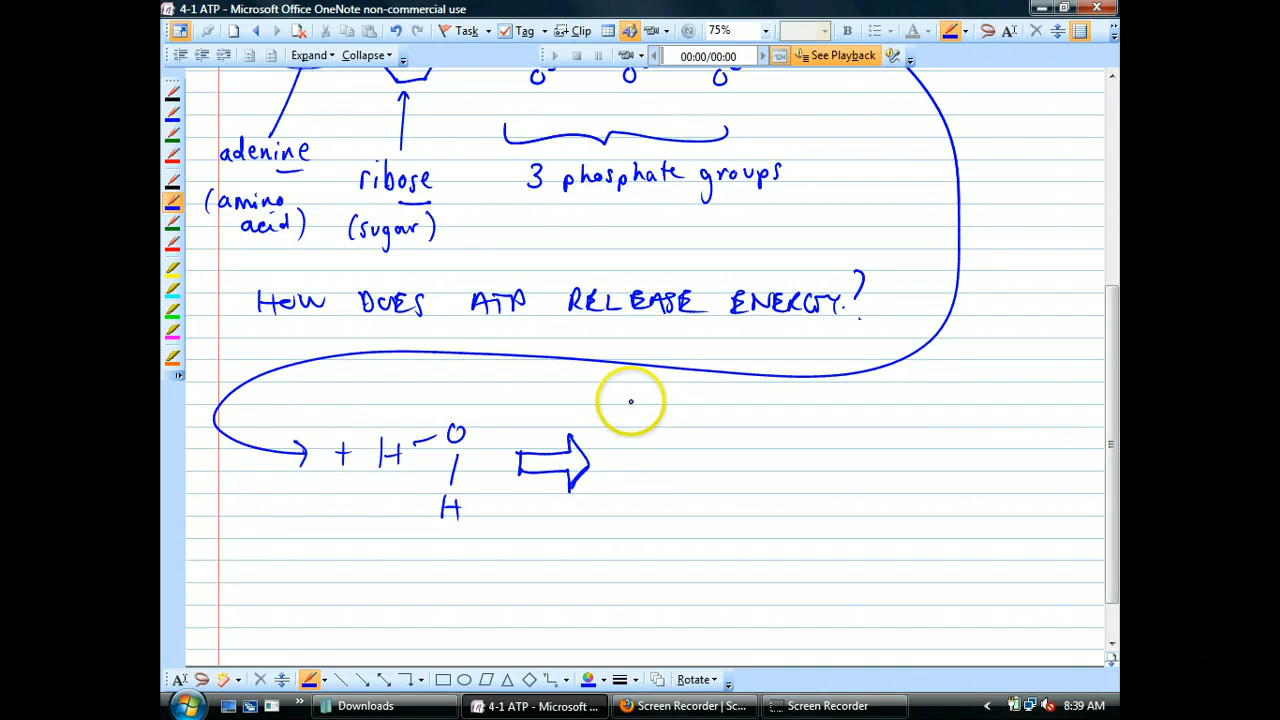 4-1 ATP - Microsoft Office OneNote non-commercial use
Task Tag Clip 75% B
Expand Collapse 00:00/00:00 See Playback
O⁻ O⁻ O⁻
adenine
(amino
acid)
ribose
(sugar)
3 phosphate groups
HOW DOES ATP RELEASE ENERGY?
+ H - O
H
Rotate
Downloads 4-1 ATP - Microsoft ... Screen Recorder | Sc... Screen Recorder 8:39 AM